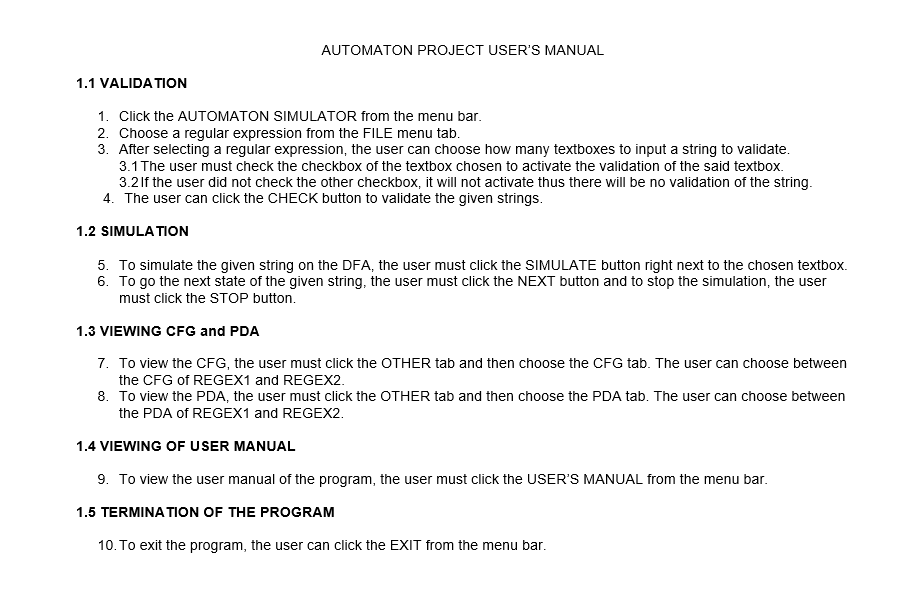 AUTOMATON PROJECT USER’S MANUAL
1.1 VALIDATION
1. Click the AUTOMATON SIMULATOR from the menu bar.
2. Choose a regular expression from the FILE menu tab.
3. After selecting a regular expression, the user can choose how many textboxes to input a string to validate.
3.1 The user must check the checkbox of the textbox chosen to activate the validation of the said textbox.
3.2 If the user did not check the other checkbox, it will not activate thus there will be no validation of the string.
4. The user can click the CHECK button to validate the given strings.
1.2 SIMULATION
5. To simulate the given string on the DFA, the user must click the SIMULATE button right next to the chosen textbox.
6. To go the next state of the given string, the user must click the NEXT button and to stop the simulation, the user
must click the STOP button.
1.3 VIEWING CFG and PDA
7. To view the CFG, the user must click the OTHER tab and then choose the CFG tab. The user can choose between
the CFG of REGEX1 and REGEX2.
8. To view the PDA, the user must click the OTHER tab and then choose the PDA tab. The user can choose between
the PDA of REGEX1 and REGEX2.
1.4 VIEWING OF USER MANUAL
9. To view the user manual of the program, the user must click the USER’S MANUAL from the menu bar.
1.5 TERMINATION OF THE PROGRAM
10. To exit the program, the user can click the EXIT from the menu bar.